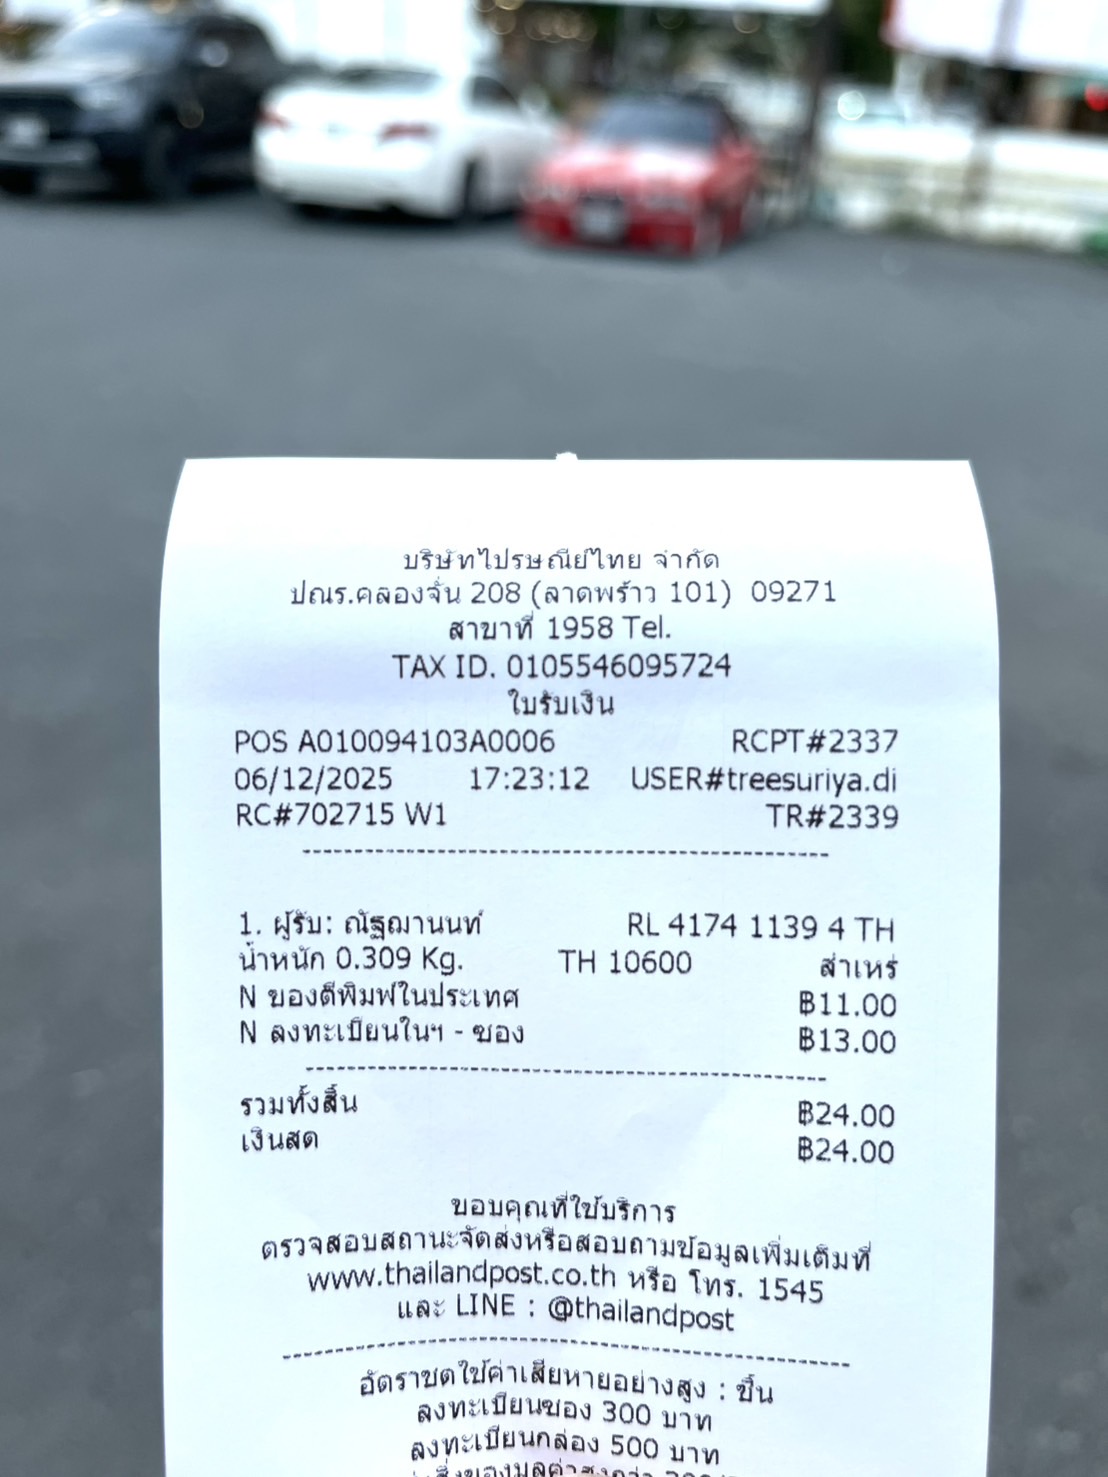 บริษัทไปรษณีย์ไทย จำกัด
ปณร.คลองจั่น 208 (ลาดพร้าว 101) 09271
สาขาที่ 1958 Tel.
TAX ID. 0105546095724
ใบรับเงิน
POS A010094103A0006 RCPT#2337
06/12/2025 17:23:12 USER#treesuriya.di
RC#702715 W1 TR#2339
1. ผู้รับ: ณัฐฌานนท์ RL 4174 1139 4 TH
น้ำหนัก 0.309 Kg. TH 10600 สำเหร่
N ของตีพิมพ์ในประเทศ ฿11.00
N ลงทะเบียนในฯ - ซอง ฿13.00
รวมทั้งสิ้น ฿24.00
เงินสด ฿24.00
ขอบคุณที่ใช้บริการ
ตรวจสอบสถานะจัดส่งหรือสอบถามข้อมูลเพิ่มเติมที่
www.thailandpost.co.th หรือ โทร. 1545
และ LINE : @thailandpost
อัตราชดใช้ค่าเสียหายอย่างสูง : ชิ้น
ลงทะเบียนซอง 300 บาท
ลงทะเบียนกล่อง 500 บาท